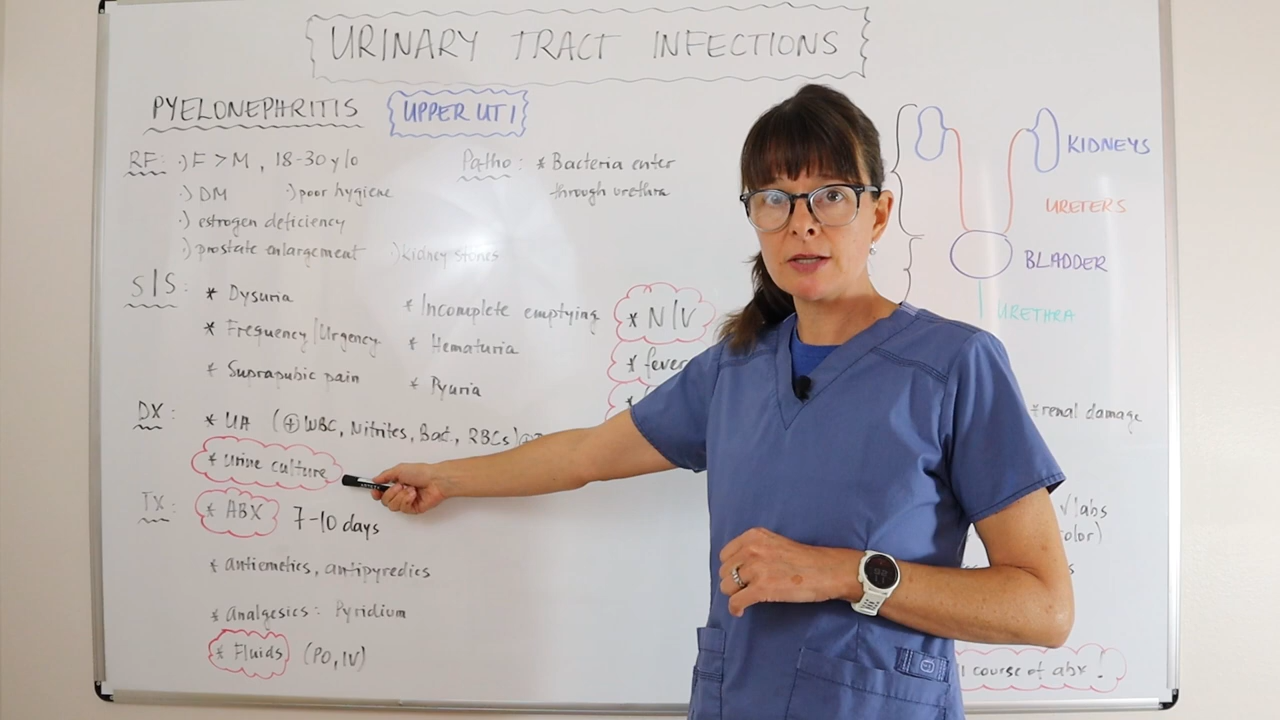 URINARY TRACT INFECTIONS
PYELONEPHRITIS UPPER UTI
RF: ·) F > M, 18-30 y/o
·) DM ·) poor hygiene
·) estrogen deficiency
·) prostate enlargement ·) kidney stones
Patho: * Bacteria enter
through urethra
KIDNEYS
URETERS
BLADDER
URETHRA
S/S: * Dysuria
* Frequency/Urgency
* Suprapubic pain
* Incomplete emptying
* Hematuria
* Pyuria
* N/V
* fever
*
DX: * UA (⊕ WBC, Nitrites, Bact., RBCs)
* urine culture
TX: * ABX 7-10 days
* antiemetics, antipyredics
* Analgesics: Pyridium
* Fluids (PO, IV)
* renal damage
√ labs
color)
course of abx!